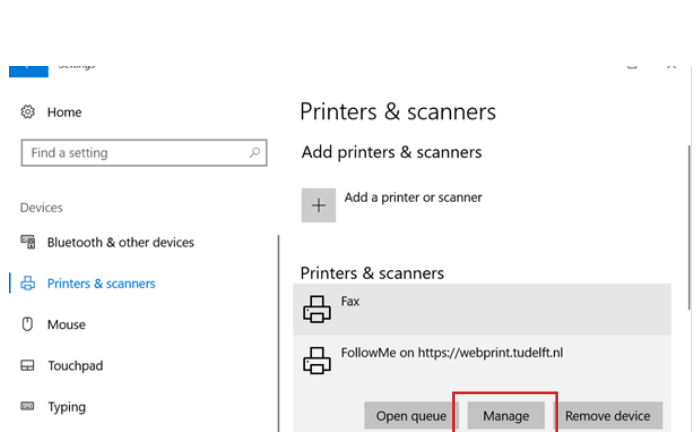 Settings
Home
Printers & scanners
Find a setting
Add printers & scanners
Add a printer or scanner
Devices
Bluetooth & other devices
Printers & scanners
Printers & scanners
Fax
Mouse
FollowMe on https://webprint.tudelft.nl
Touchpad
Typing
Open queue
Manage
Remove device